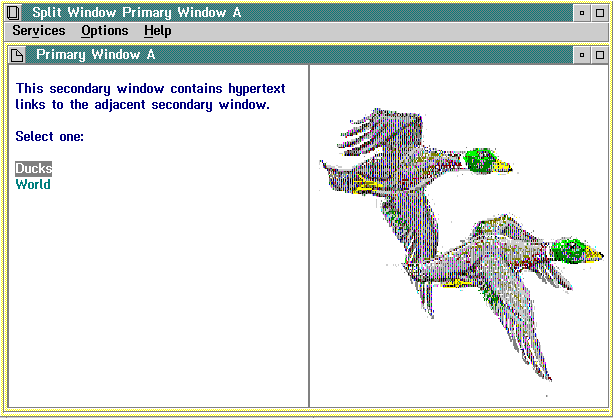 Split Window Primary Window A
Services Options Help
Primary Window A
This secondary window contains hypertext
links to the adjacent secondary window.
Select one:
Ducks
World